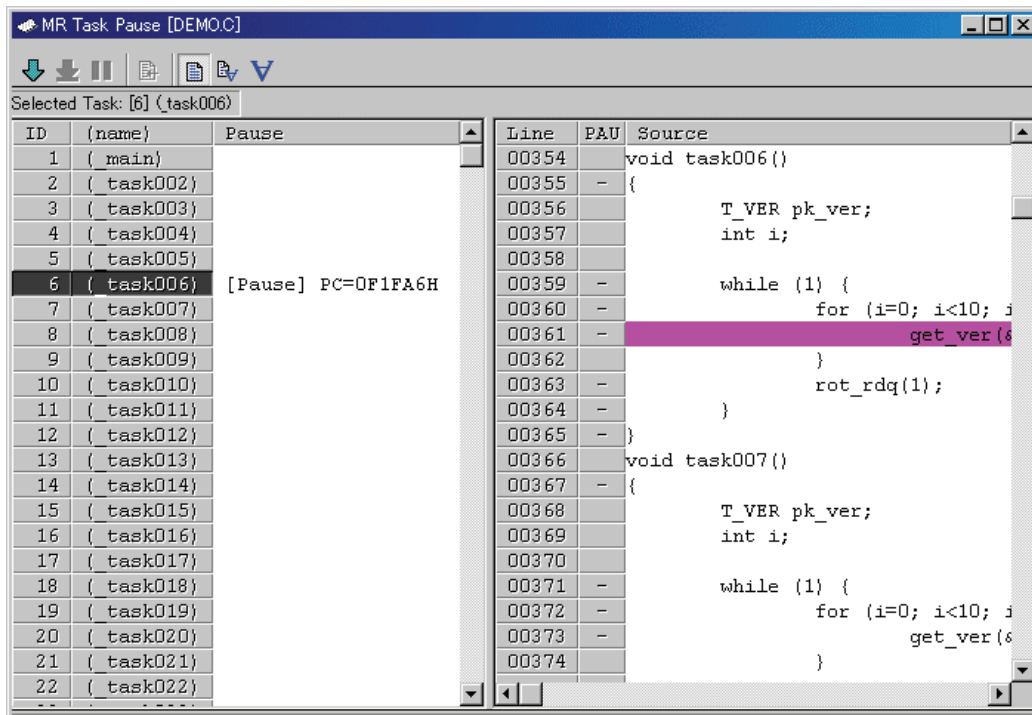 MR Task Pause [DEMO.C]
Selected Task: [6] (_task006)
ID (name) Pause
1 (_main)
2 (_task002)
3 (_task003)
4 (_task004)
5 (_task005)
6 (_task006) [Pause] PC=0F1FA6H
7 (_task007)
8 (_task008)
9 (_task009)
10 (_task010)
11 (_task011)
12 (_task012)
13 (_task013)
14 (_task014)
15 (_task015)
16 (_task016)
17 (_task017)
18 (_task018)
19 (_task019)
20 (_task020)
21 (_task021)
22 (_task022)
Line PAU Source
00354 void task006()
00355 - {
00356 T_VER pk_ver;
00357 int i;
00358
00359 - while (1) {
00360 - for (i=0; i<10; i
00361 - get_ver(&
00362 - }
00363 - rot_rdq(1);
00364 - }
00365 - }
00366 void task007()
00367 - {
00368 T_VER pk_ver;
00369 int i;
00370
00371 - while (1) {
00372 - for (i=0; i<10; i
00373 - get_ver(&
00374 }